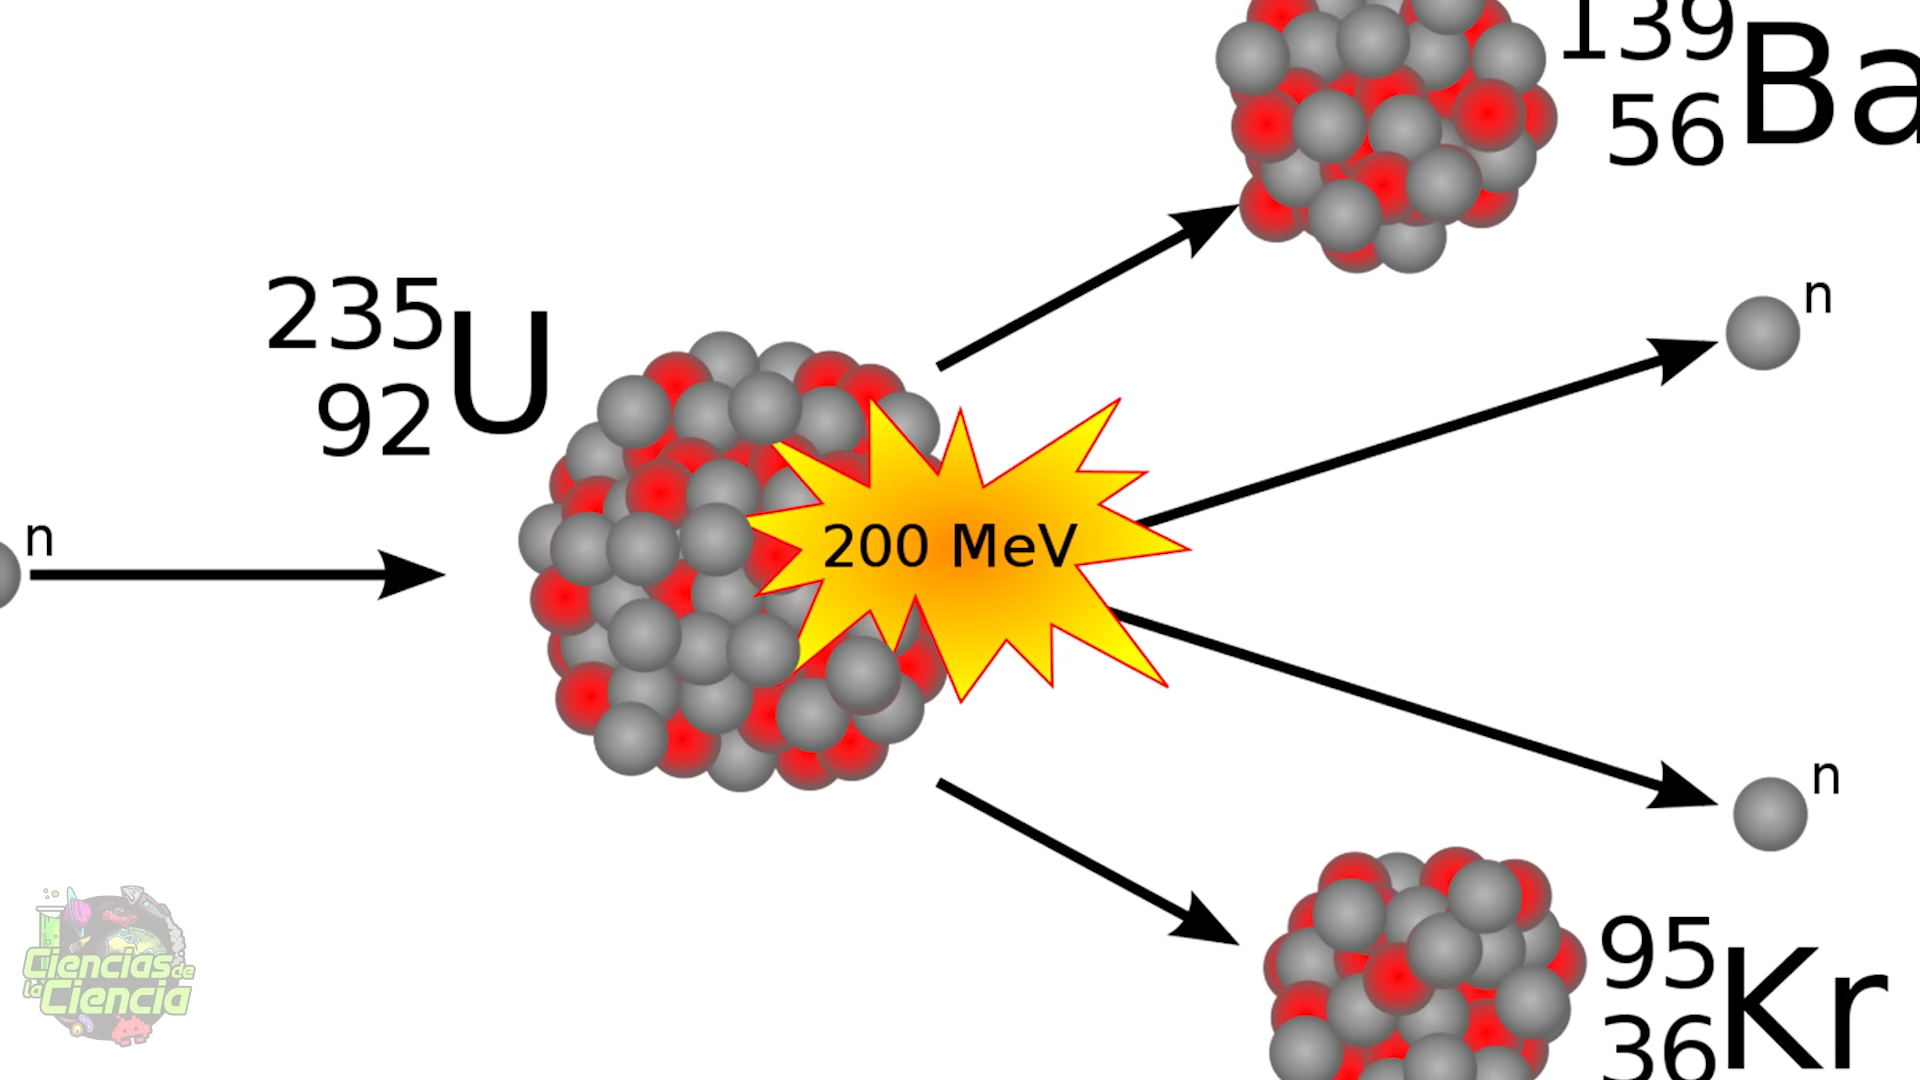 139
56
Ba
n
235
92
U
n
200 MeV
n
95
36
Kr
Ciencias de
la Ciencia